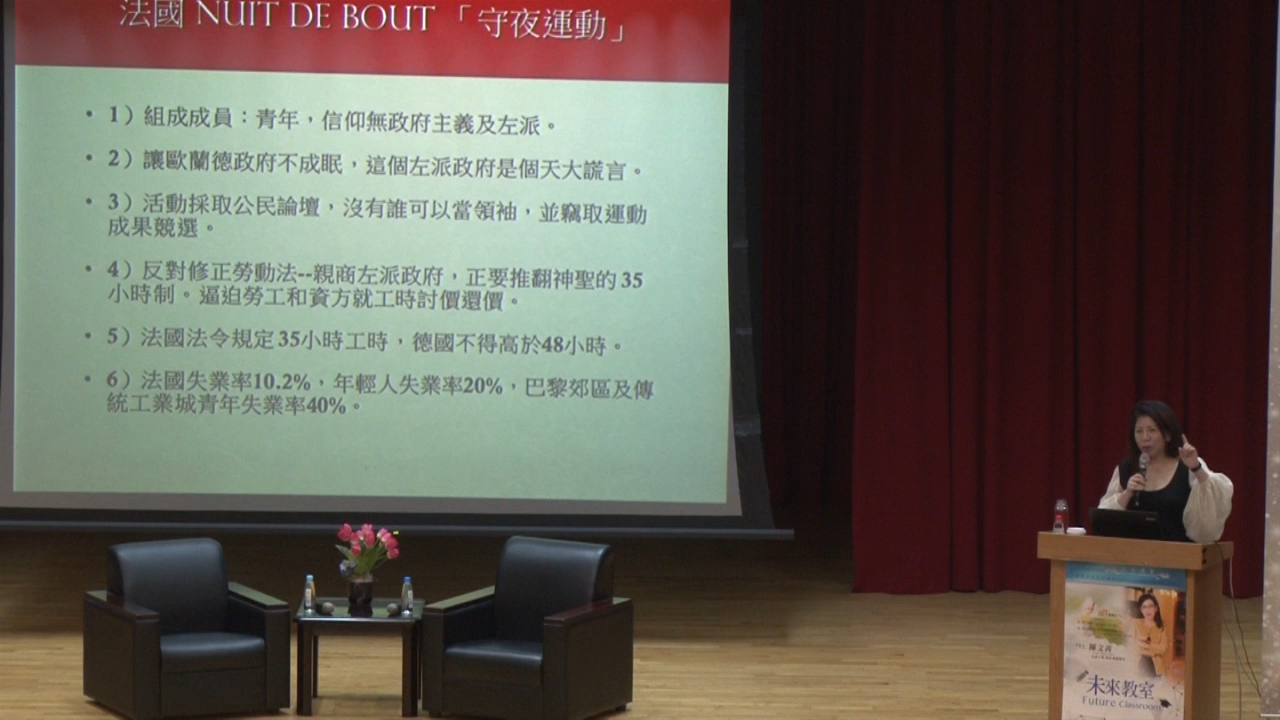 法國 NUIT DE BOUT 「守夜運動」
• 1）組成成員：青年，信仰無政府主義及左派。
• 2）讓歐蘭德政府不成眠，這個左派政府是個天大謊言。
• 3）活動採取公民論壇，沒有誰可以當領袖，並竊取運動
成果競選。
• 4）反對修正勞動法--親商左派政府，正要推翻神聖的 35
小時制。逼迫勞工和資方就工時討價還價。
• 5）法國法令規定 35小時工時，德國不得高於48小時。
• 6）法國失業率10.2%，年輕人失業率20%，巴黎郊區及傳
統工業城青年失業率40%。
陳文茜
未來教室
Future Classroom